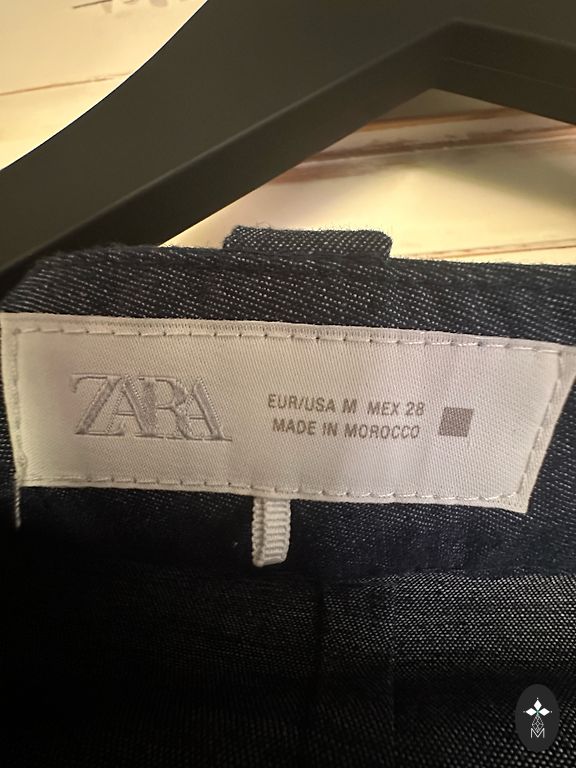 ZARA
EUR/USA M MEX 28
MADE IN MOROCCO
M